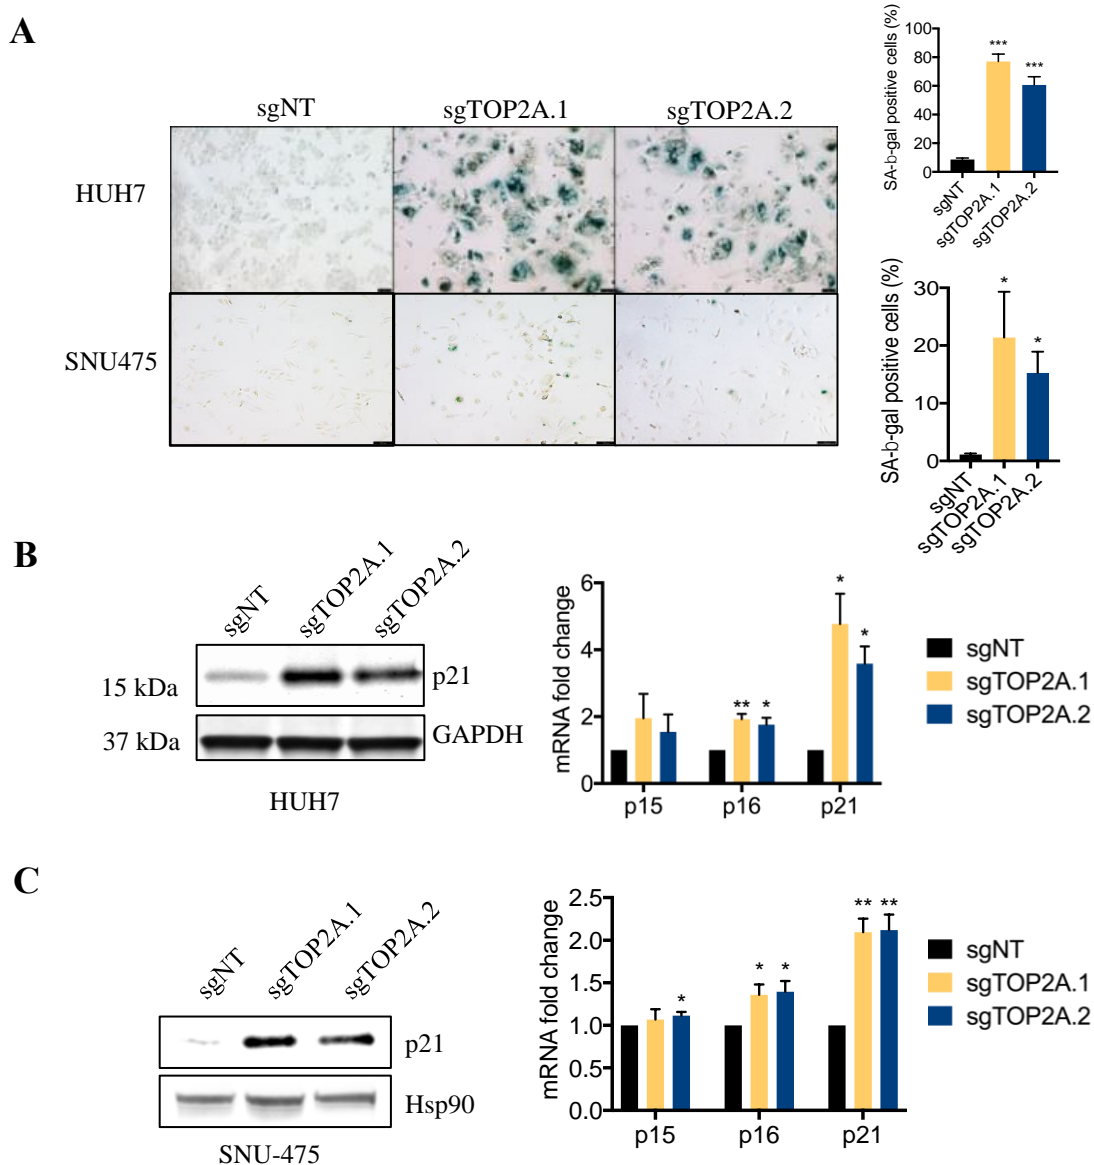 A
sgNT sgTOP2A.1 sgTOP2A.2
HUH7
SNU475
SA-b-gal positive cells (%)
100
80
60
40
20
0
*** ***
sgNT
sgTOP2A.1
sgTOP2A.2
SA-b-gal positive cells (%)
30
20
10
0
* *
sgNT
sgTOP2A.1
sgTOP2A.2
B
sgNT sgTOP2A.1 sgTOP2A.2
15 kDa p21
37 kDa GAPDH
HUH7
mRNA fold change
6
4
2
0
** * * *
p15 p16 p21
sgNT
sgTOP2A.1
sgTOP2A.2
C
sgNT sgTOP2A.1 sgTOP2A.2
p21
Hsp90
SNU-475
mRNA fold change
2.5
2.0
1.5
1.0
0.5
0.0
* * * ** **
p15 p16 p21
sgNT
sgTOP2A.1
sgTOP2A.2